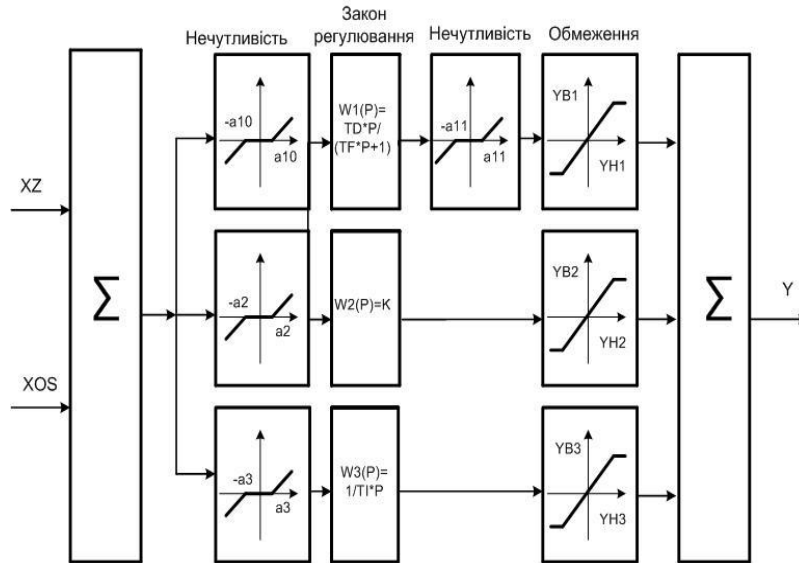 Нечутливість
Закон
регулювання
Нечутливість
Обмеження
XZ
XOS
Σ
-a10
a10
W1(P)=
TD*P/
(TF*P+1)
-a11
a11
YB1
YH1
-a2
a2
W2(P)=K
YB2
YH2
-a3
a3
W3(P)=
1/TI*P
YB3
YH3
Σ
Y